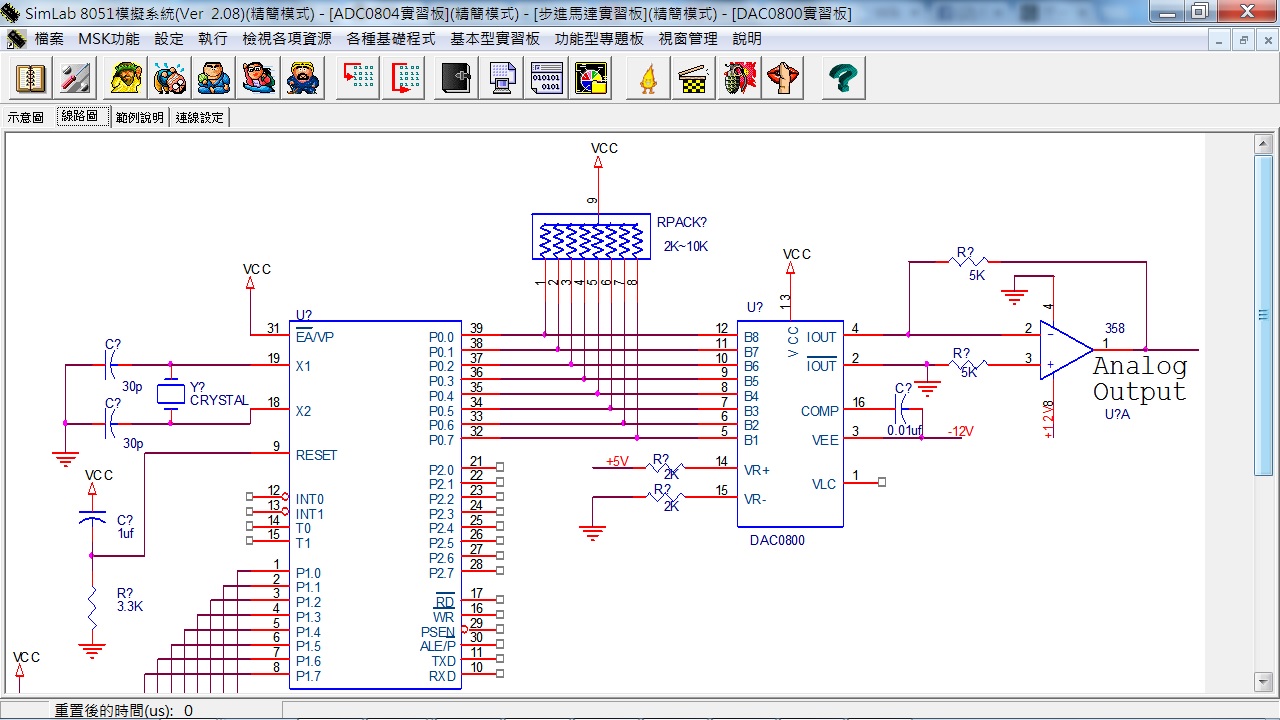 SimLab 8051模擬系統(Ver 2.08)(精簡模式) - [ADC0804實習板](精簡模式) - [步進馬達實習板](精簡模式) - [DAC0800實習板]
檔案 MSK功能 設定 執行 檢視各項資源 各種基礎程式 基本型實習板 功能型專題板 視窗管理 說明
示意圖 線路圖 範例說明 連線設定
VCC
9
RPACK?
2K~10K
1 2 3 4 5 6 7 8
VCC
31
U?
EA/VP
C?
30p
19
X1
Y?
CRYSTAL
C?
30p
18
X2
9
RESET
VCC
C?
1uf
R?
3.3K
12 INT0
13 INT1
14 T0
15 T1
1 P1.0
2 P1.1
3 P1.2
4 P1.3
5 P1.4
6 P1.5
7 P1.6
8 P1.7
VCC
P0.0 39
P0.1 38
P0.2 37
P0.3 36
P0.4 35
P0.5 34
P0.6 33
P0.7 32
P2.0 21
P2.1 22
P2.2 23
P2.3 24
P2.4 25
P2.5 26
P2.6 27
P2.7 28
RD 17
WR 16
PSEN 29
ALE/P 30
TXD 11
RXD 10
VCC
13
U?
VCC
12 B8
11 B7
10 B6
9 B5
8 B4
7 B3
6 B2
5 B1
+5V
R?
2K
14 VR+
R?
2K
15 VR-
IOUT 4
IOUT 2
COMP 16
VEE 3
VLC 1
DAC0800
R?
5K
R?
5K
C?
0.01uf
-12V
4
2
-
3
+
358
1
+12V
8
Analog
Output
U?A
重置後的時間(us): 0